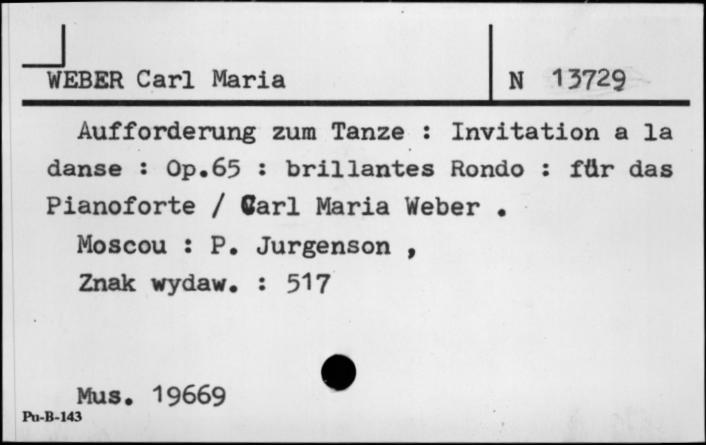 WEBER Carl Maria
N 13729
Aufforderung zum Tanze : Invitation a la
danse : Op.65 : brillantes Rondo : für das
Pianoforte / Carl Maria Weber .
Moscou : P. Jurgenson ,
Znak wydaw. : 517
Mus. 19669
Pu-B-143